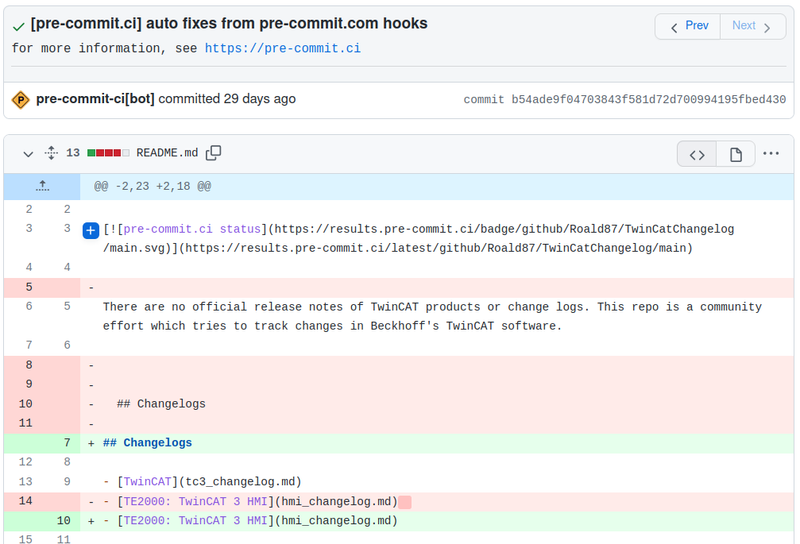 [pre-commit.ci] auto fixes from pre-commit.com hooks
Prev
Next
for more information, see https://pre-commit.ci
P
pre-commit-ci[bot] committed 29 days ago
commit b54ade9f04703843f581d72d700994195fbed430
13 README.md
@@ -2,23 +2,18 @@
2 2
3 3 [![pre-commit.ci status](https://results.pre-commit.ci/badge/github/Roald87/TwinCatChangelog
/main.svg)](https://results.pre-commit.ci/latest/github/Roald87/TwinCatChangelog/main)
4 4
5 -
6 5 There are no official release notes of TwinCAT products or change logs. This repo is a community
effort which tries to track changes in Beckhoff's TwinCAT software.
7 6
8 -
9 -
10 - ## Changelogs
11 -
7 + ## Changelogs
12 8
13 9 - [TwinCAT](tc3_changelog.md)
14 - - [TE2000: TwinCAT 3 HMI](hmi_changelog.md)
10 + - [TE2000: TwinCAT 3 HMI](hmi_changelog.md)
15 11